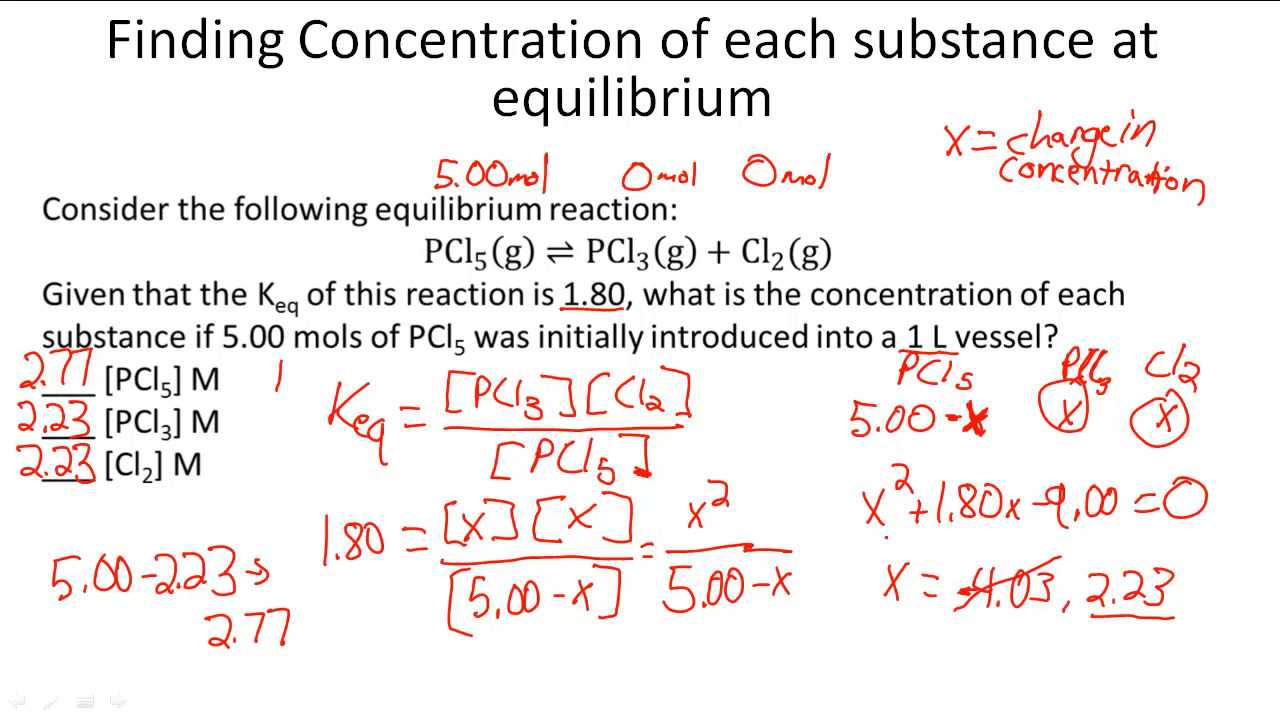 Finding Concentration of each substance at
equilibrium
x = change in
concentration
5.00mol 0 mol 0 mol
Consider the following equilibrium reaction:
PCl₅(g) ⇌ PCl₃(g) + Cl₂(g)
Given that the Keq of this reaction is 1.80, what is the concentration of each
substance if 5.00 mols of PCl₅ was initially introduced into a 1 L vessel?
2.77 [PCl₅] M
2.23 [PCl₃] M
2.23 [Cl₂] M
Keq = [PCl₃][Cl₂] / [PCl₅]
1.80 = [x][x] / [5.00 - x] = x² / 5.00 - x
5.00 - 2.23 →
2.77
PCl₅ PCl₃ Cl₂
5.00 - x x x
x² + 1.80x - 9.00 = 0
x = -4.03, 2.23